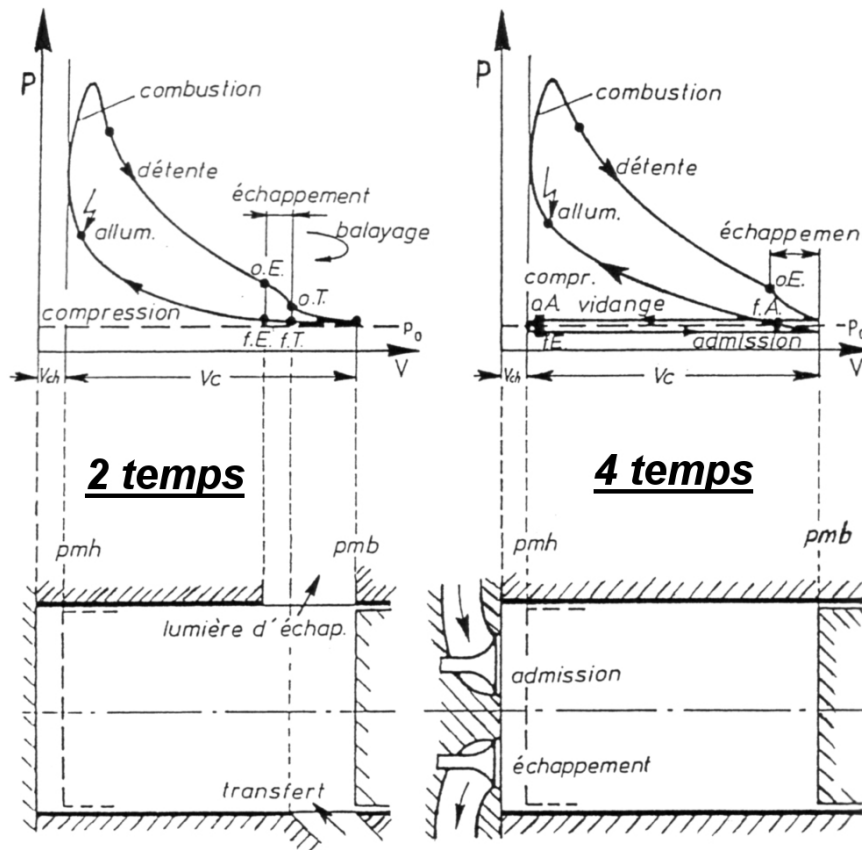 P
combustion
détente
échappement
balayage
allum.
o.E.
o.T.
compression
f.E.
f.T.
P₀
V
Vch
Vc
2 temps
pmh
pmb
lumière d'échap.
transfert
P
combustion
détente
échappement
allum.
compr.
oE.
oA.
vidange
f.A.
P₀
fE.
admission
V
Vch
Vc
4 temps
pmh
pmb
admission
échappement